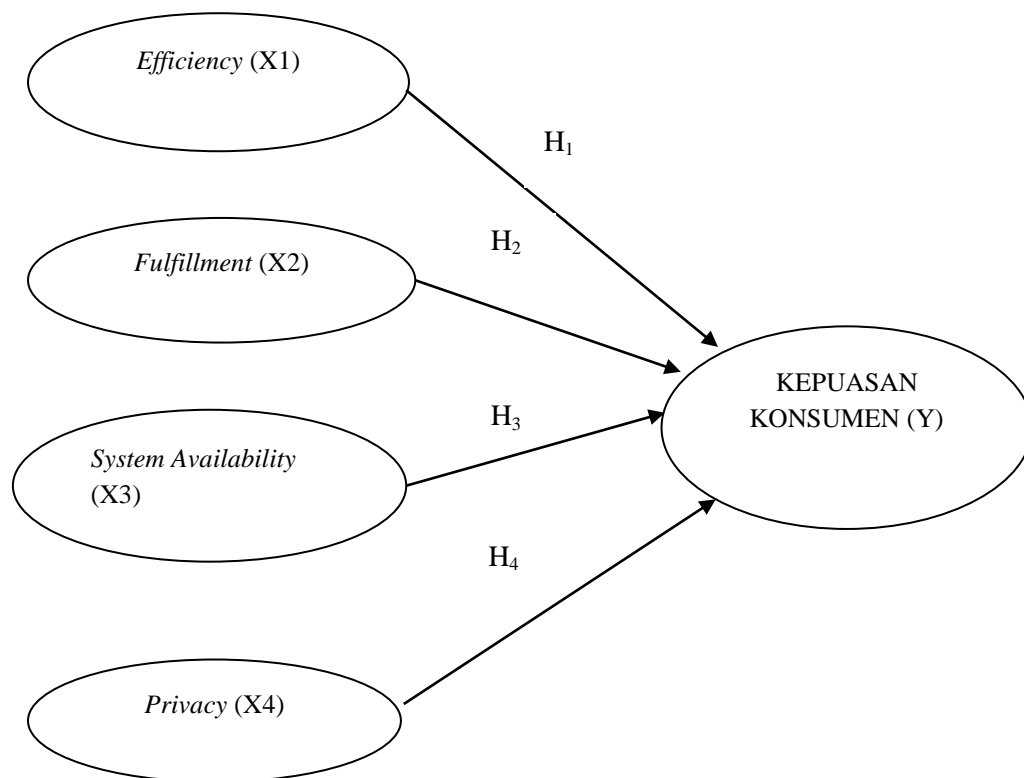 Efficiency (X1)
H₁
H₂
Fulfillment (X2)
KEPUASAN
KONSUMEN (Y)
H₃
System Availability
(X3)
H₄
Privacy (X4)